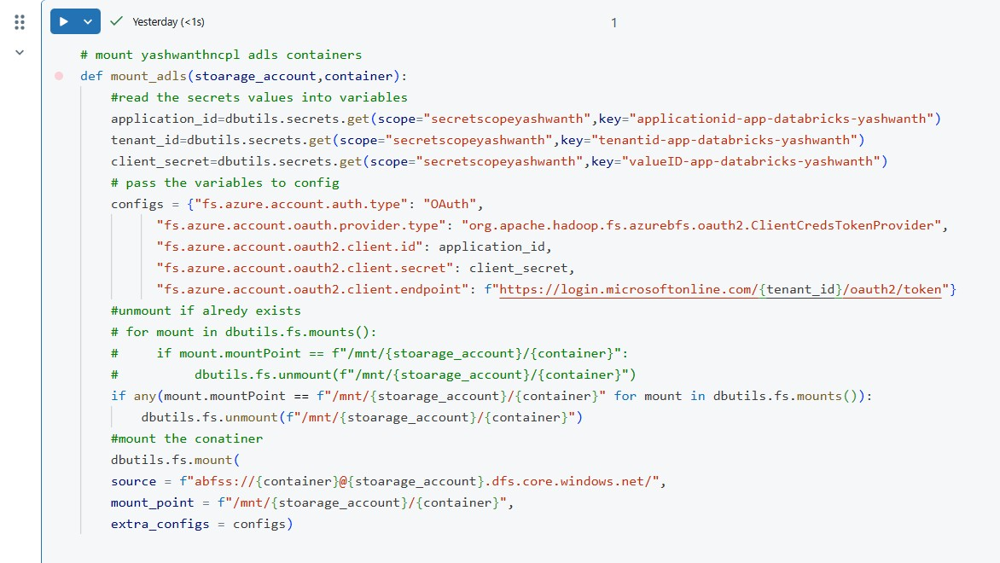 Yesterday (<1s)
1
# mount yashwanthncpl adls containers
def mount_adls(stoarage_account,container):
#read the secrets values into variables
application_id=dbutils.secrets.get(scope="secretscopeyashwanth",key="applicationid-app-databricks-yashwanth")
tenant_id=dbutils.secrets.get(scope="secretscopeyashwanth",key="tenantid-app-databricks-yashwanth")
client_secret=dbutils.secrets.get(scope="secretscopeyashwanth",key="valueID-app-databricks-yashwanth")
# pass the variables to config
configs = {"fs.azure.account.auth.type": "OAuth",
"fs.azure.account.oauth.provider.type": "org.apache.hadoop.fs.azurebfs.oauth2.ClientCredsTokenProvider",
"fs.azure.account.oauth2.client.id": application_id,
"fs.azure.account.oauth2.client.secret": client_secret,
"fs.azure.account.oauth2.client.endpoint": f"https://login.microsoftonline.com/{tenant_id}/oauth2/token"}
#unmount if alredy exists
# for mount in dbutils.fs.mounts():
#     if mount.mountPoint == f"/mnt/{stoarage_account}/{container}":
#          dbutils.fs.unmount(f"/mnt/{stoarage_account}/{container}")
if any(mount.mountPoint == f"/mnt/{stoarage_account}/{container}" for mount in dbutils.fs.mounts()):
dbutils.fs.unmount(f"/mnt/{stoarage_account}/{container}")
#mount the conatiner
dbutils.fs.mount(
source = f"abfss://{container}@{stoarage_account}.dfs.core.windows.net/",
mount_point = f"/mnt/{stoarage_account}/{container}",
extra_configs = configs)